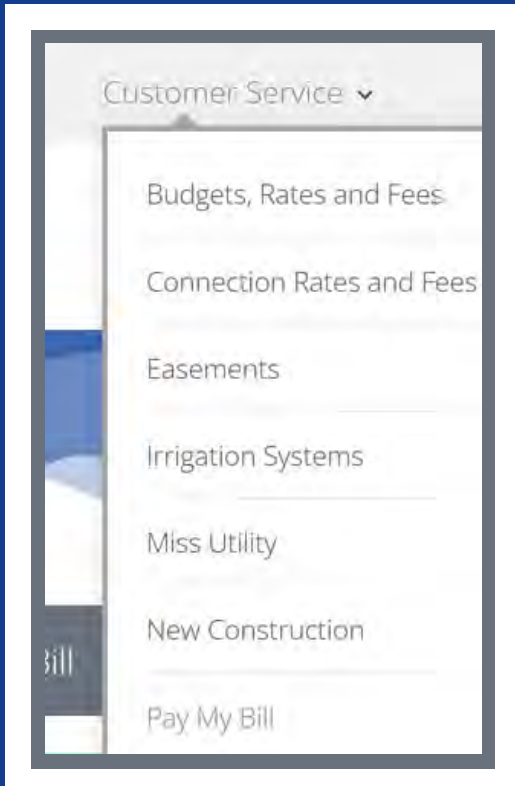 Customer Service
Budgets, Rates and Fees
Connection Rates and Fees
Easements
Irrigation Systems
Miss Utility
New Construction
Bill
Pay My Bill